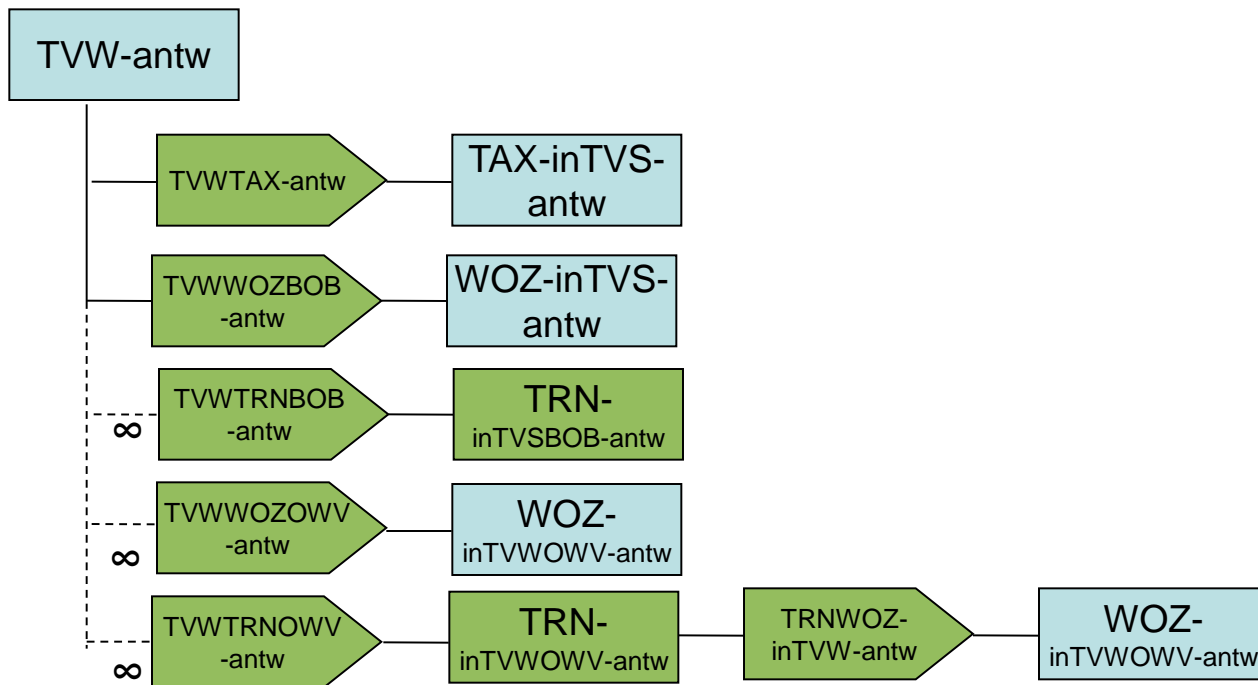 TVW-antw
TVWTAX-antw
TAX-inTVS-
antw
TVWWOZBOB
-antw
WOZ-inTVS-
antw
∞
TVWTRNBOB
-antw
TRN-
inTVSBOB-antw
∞
TVWWOZOWV
-antw
WOZ-
inTVWOWV-antw
∞
TVWTRNOWV
-antw
TRN-
inTVWOWV-antw
TRNWOZ-
inTVW-antw
WOZ-
inTVWOWV-antw